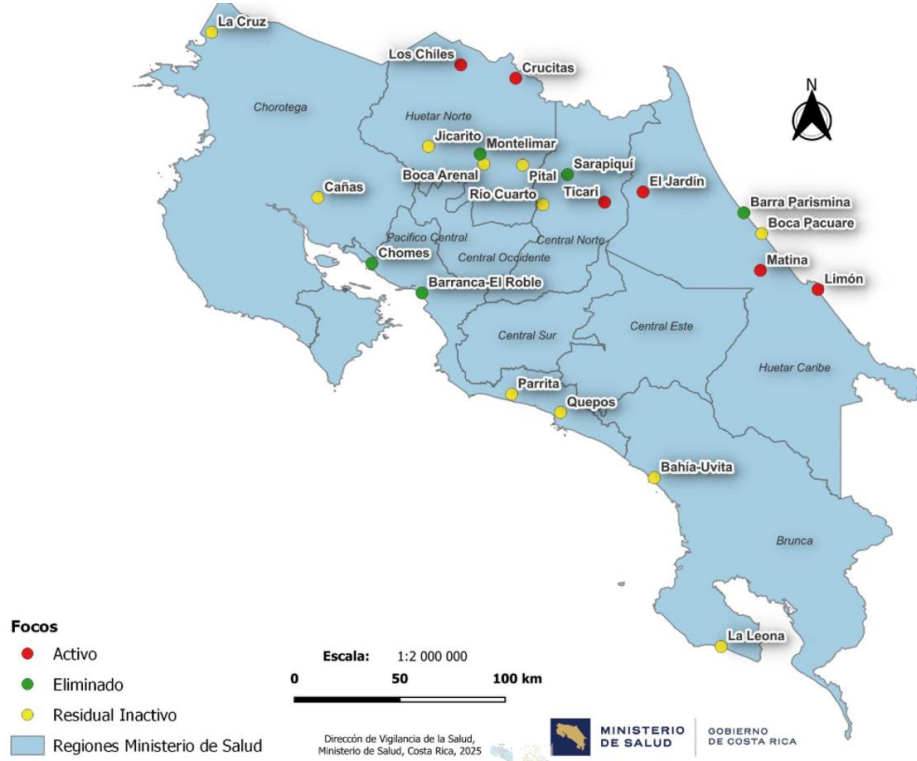 La Cruz
Los Chiles
Crucitas
N
Chorotega
Huetar Norte
Jicarito
Montelimar
Boca Arenal
Pital
Sarapiquí
El Jardín
Cañas
Río Cuarto
Ticari
Barra Parismina
Boca Pacuare
Pacifico Central
Central Norte
Chomes
Central Occidente
Matina
Limón
Barranca-El Roble
Central Sur
Central Este
Huetar Caribe
Parrita
Quepos
Bahía-Uvita
Brunca
La Leona
Focos
Activo
Eliminado
Residual Inactivo
Regiones Ministerio de Salud
Escala: 1:2 000 000
0 50 100 km
Direccón de Vigilancia de la Salud,
Ministerio de Salud, Costa Rica, 2025
MINISTERIO
DE SALUD
GOBIERNO
DE COSTA RICA